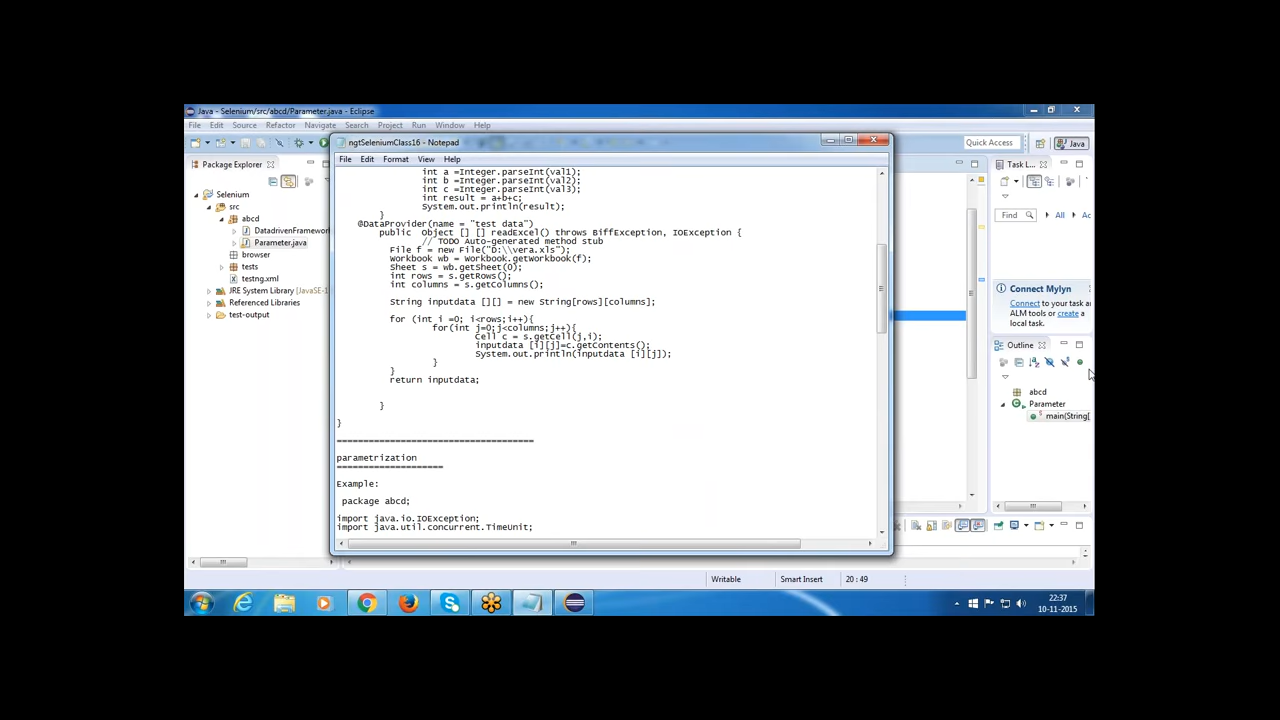 Java - Selenium/src/abcd/Parameter.java - Eclipse
File Edit Source Refactor Navigate Search Project Run Window Help
Quick Access
Java
Package Explorer
Selenium
src
abcd
DatadrivenFramework
Parameter.java
browser
tests
testng.xml
JRE System Library [JavaSE-1
Referenced Libraries
test-output
ngtSeleniumClass16 - Notepad
File Edit Format View Help
int a =Integer.parseInt(val1);
int b =Integer.parseInt(val2);
int c =Integer.parseInt(val3);
int result = a+b+c;
System.out.println(result);
}
@DataProvider(name = "test data")
public Object [] [] readExcel() throws BiffException, IOException {
// TODO Auto-generated method stub
File f = new File("D:\\vera.xls");
Workbook wb = Workbook.getWorkbook(f);
Sheet s = wb.getSheet(0);
int rows = s.getRows();
int columns = s.getColumns();
String inputdata [][] = new String[rows][columns];
for (int i =0; i<rows;i++){
for(int j=0;j<columns;j++){
Cell c = s.getCell(j,i);
inputdata [i][j]=c.getContents();
System.out.println(inputdata [i][j]);
}
}
return inputdata;
}
}
=====================================
parametrization
====================
Example:
package abcd;
import java.io.IOException;
import java.util.concurrent.TimeUnit;
Task L
Find
All
Ac
Connect Mylyn
Connect to your task a
ALM tools or create a
local task.
Outline
abcd
Parameter
main(String[
Writable
Smart Insert
20 : 49
22:37
10-11-2015